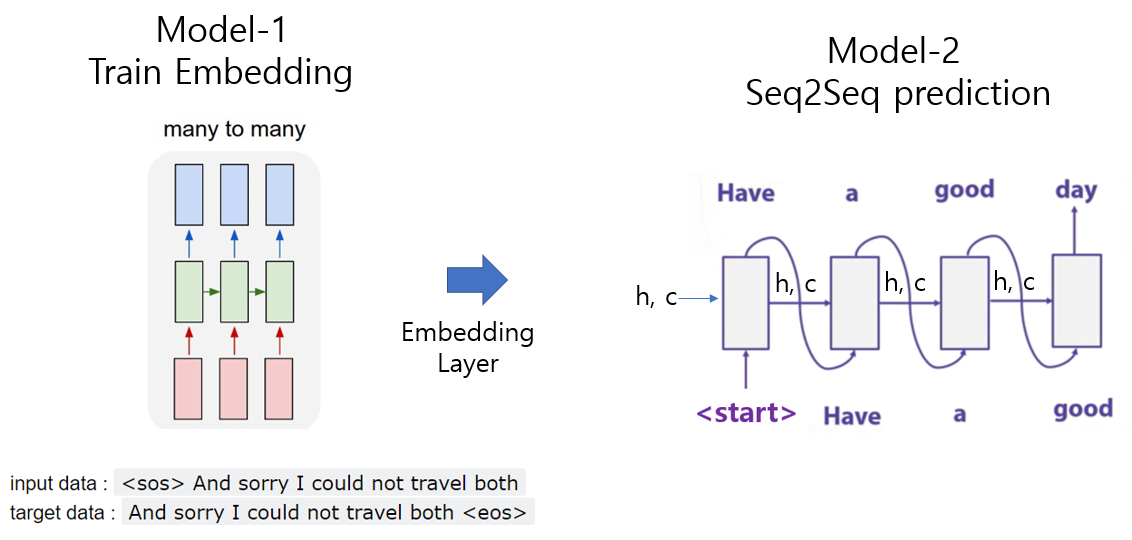 Model-1
Train Embedding
many to many
Embedding
Layer
input data : <sos> And sorry I could not travel both
target data : And sorry I could not travel both <eos>
Model-2
Seq2Seq prediction
Have a good day
h, c h, c h, c h, c
<start> Have a good